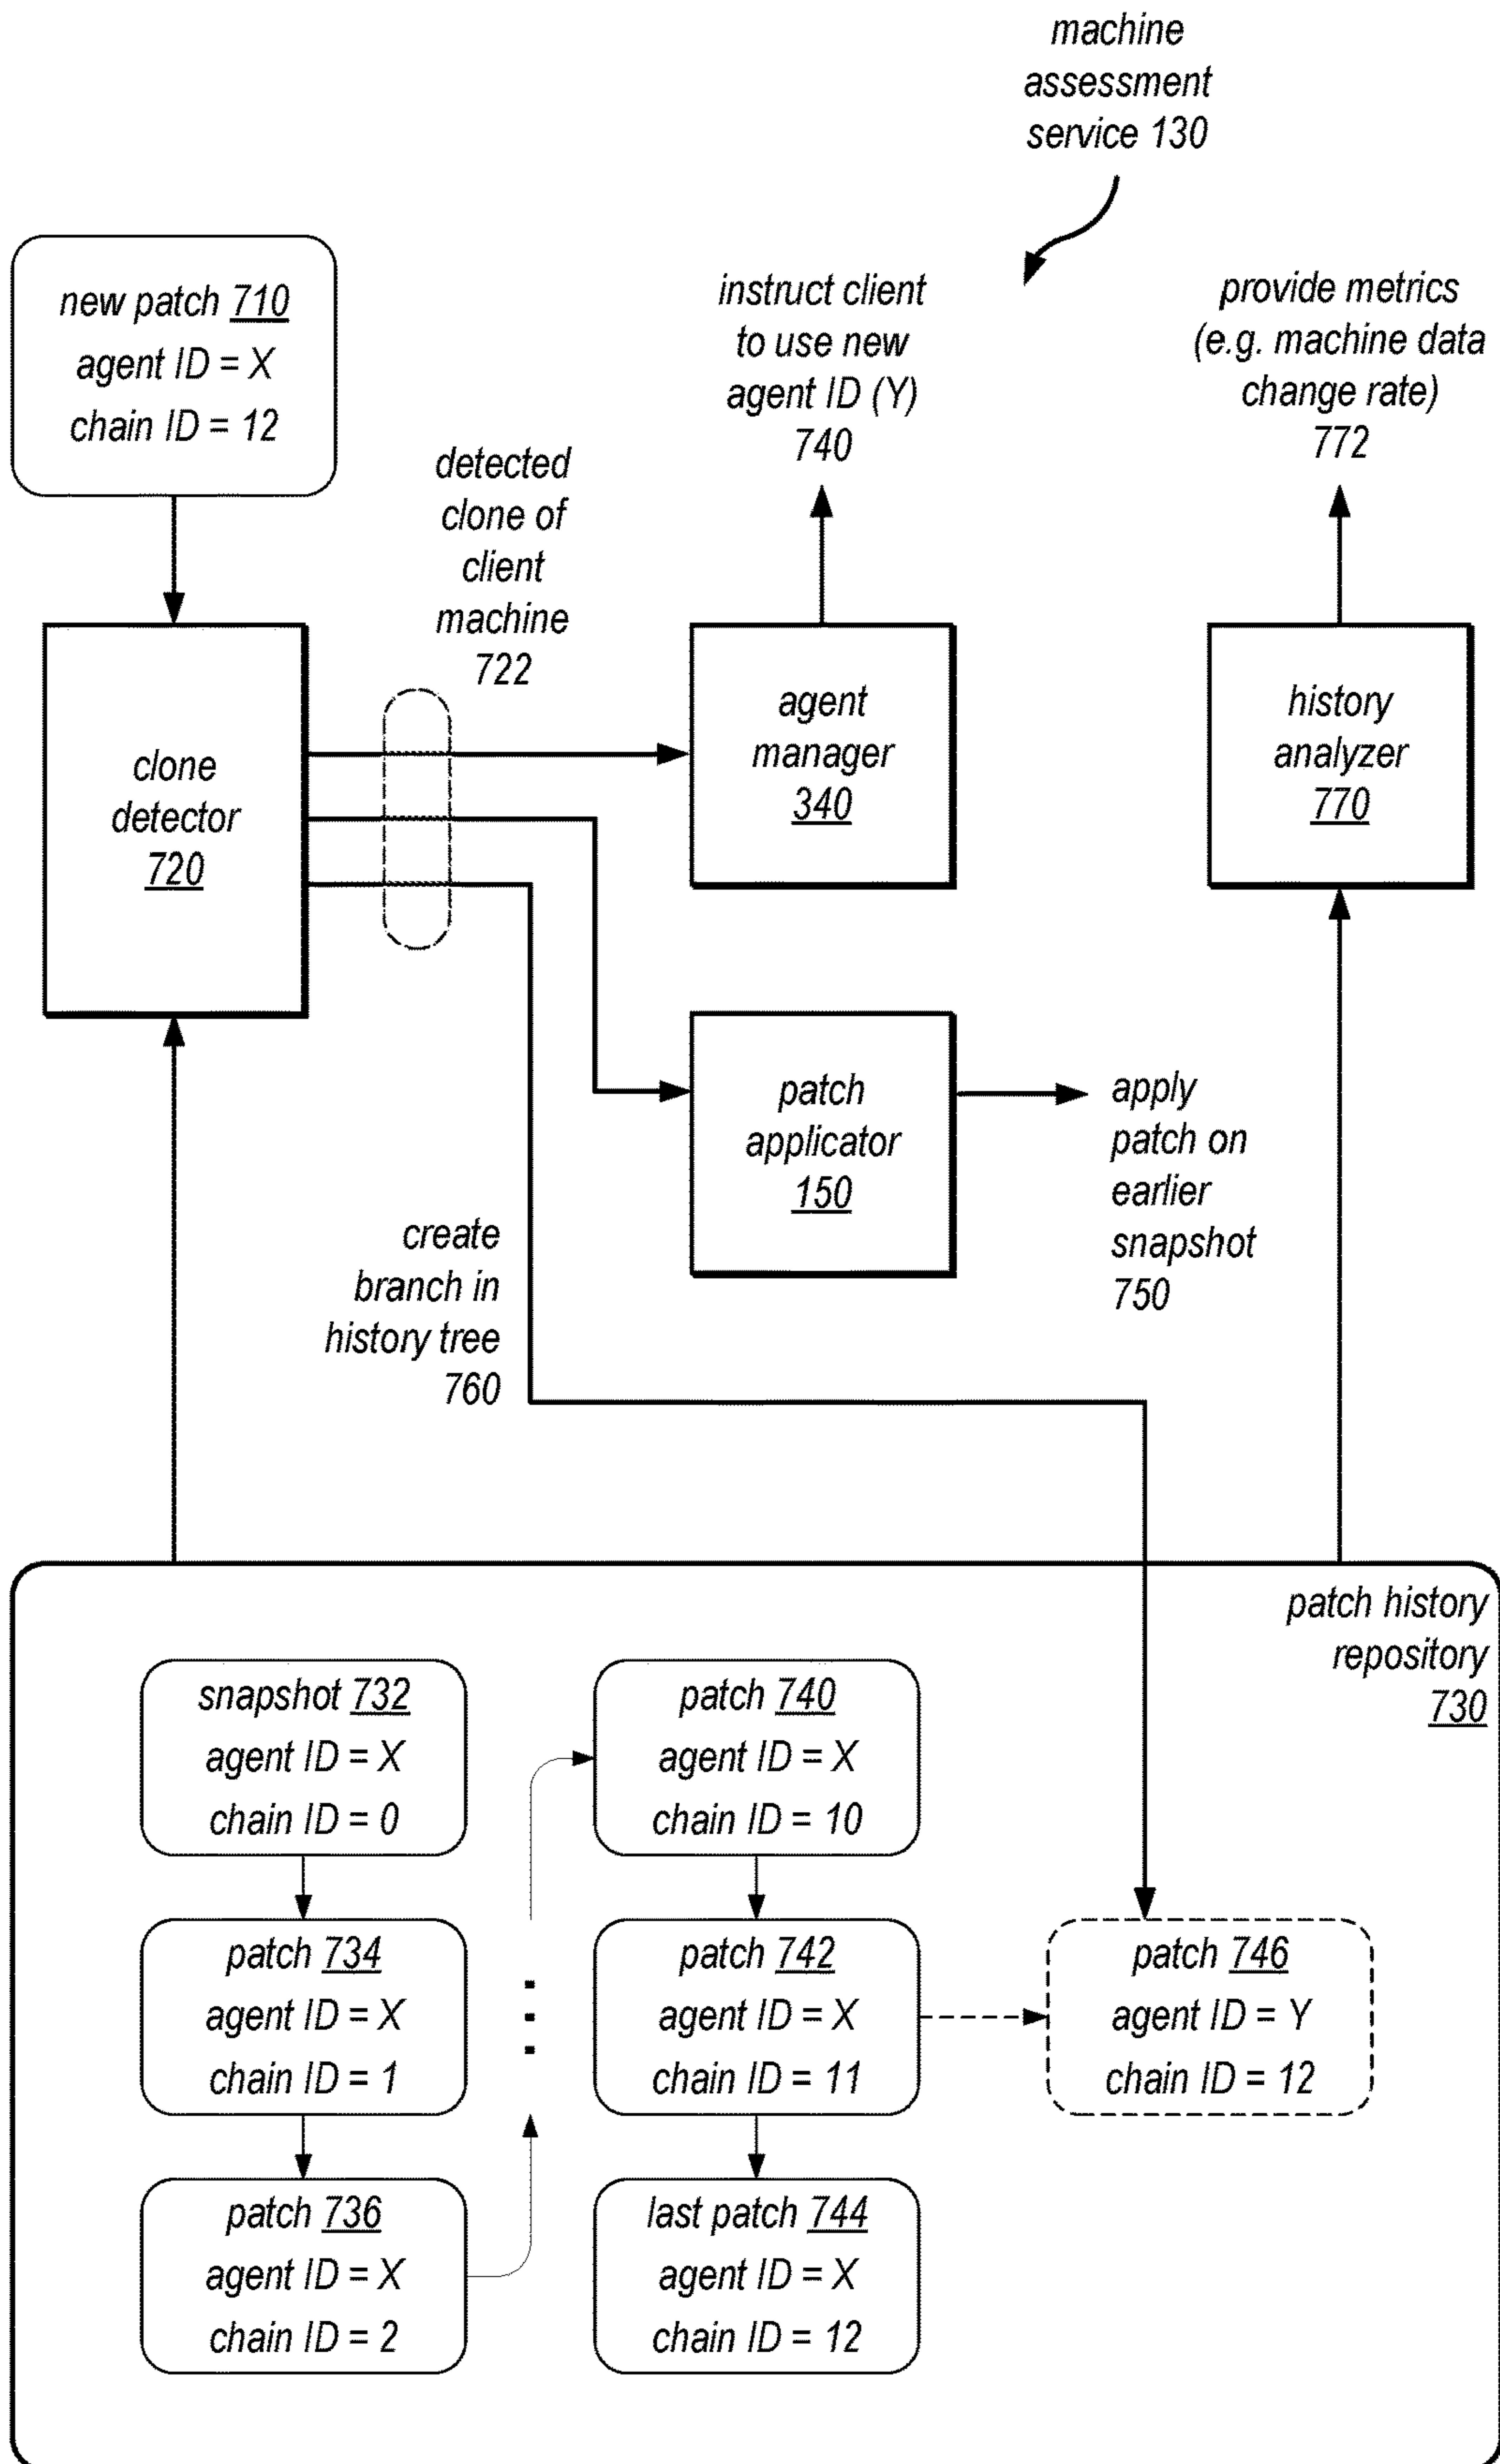 machine
assessment
service 130
new patch 710
agent ID = X
chain ID = 12
instruct client
to use new
agent ID (Y)
740
provide metrics
(e.g. machine data
change rate)
772
detected
clone of
client
machine
722
clone
detector
720
agent
manager
340
history
analyzer
770
patch
applicator
150
apply
patch on
earlier
snapshot
750
create
branch in
history tree
760
patch history
repository
730
snapshot 732
agent ID = X
chain ID = 0
patch 734
agent ID = X
chain ID = 1
patch 736
agent ID = X
chain ID = 2
patch 740
agent ID = X
chain ID = 10
patch 742
agent ID = X
chain ID = 11
last patch 744
agent ID = X
chain ID = 12
patch 746
agent ID = Y
chain ID = 12